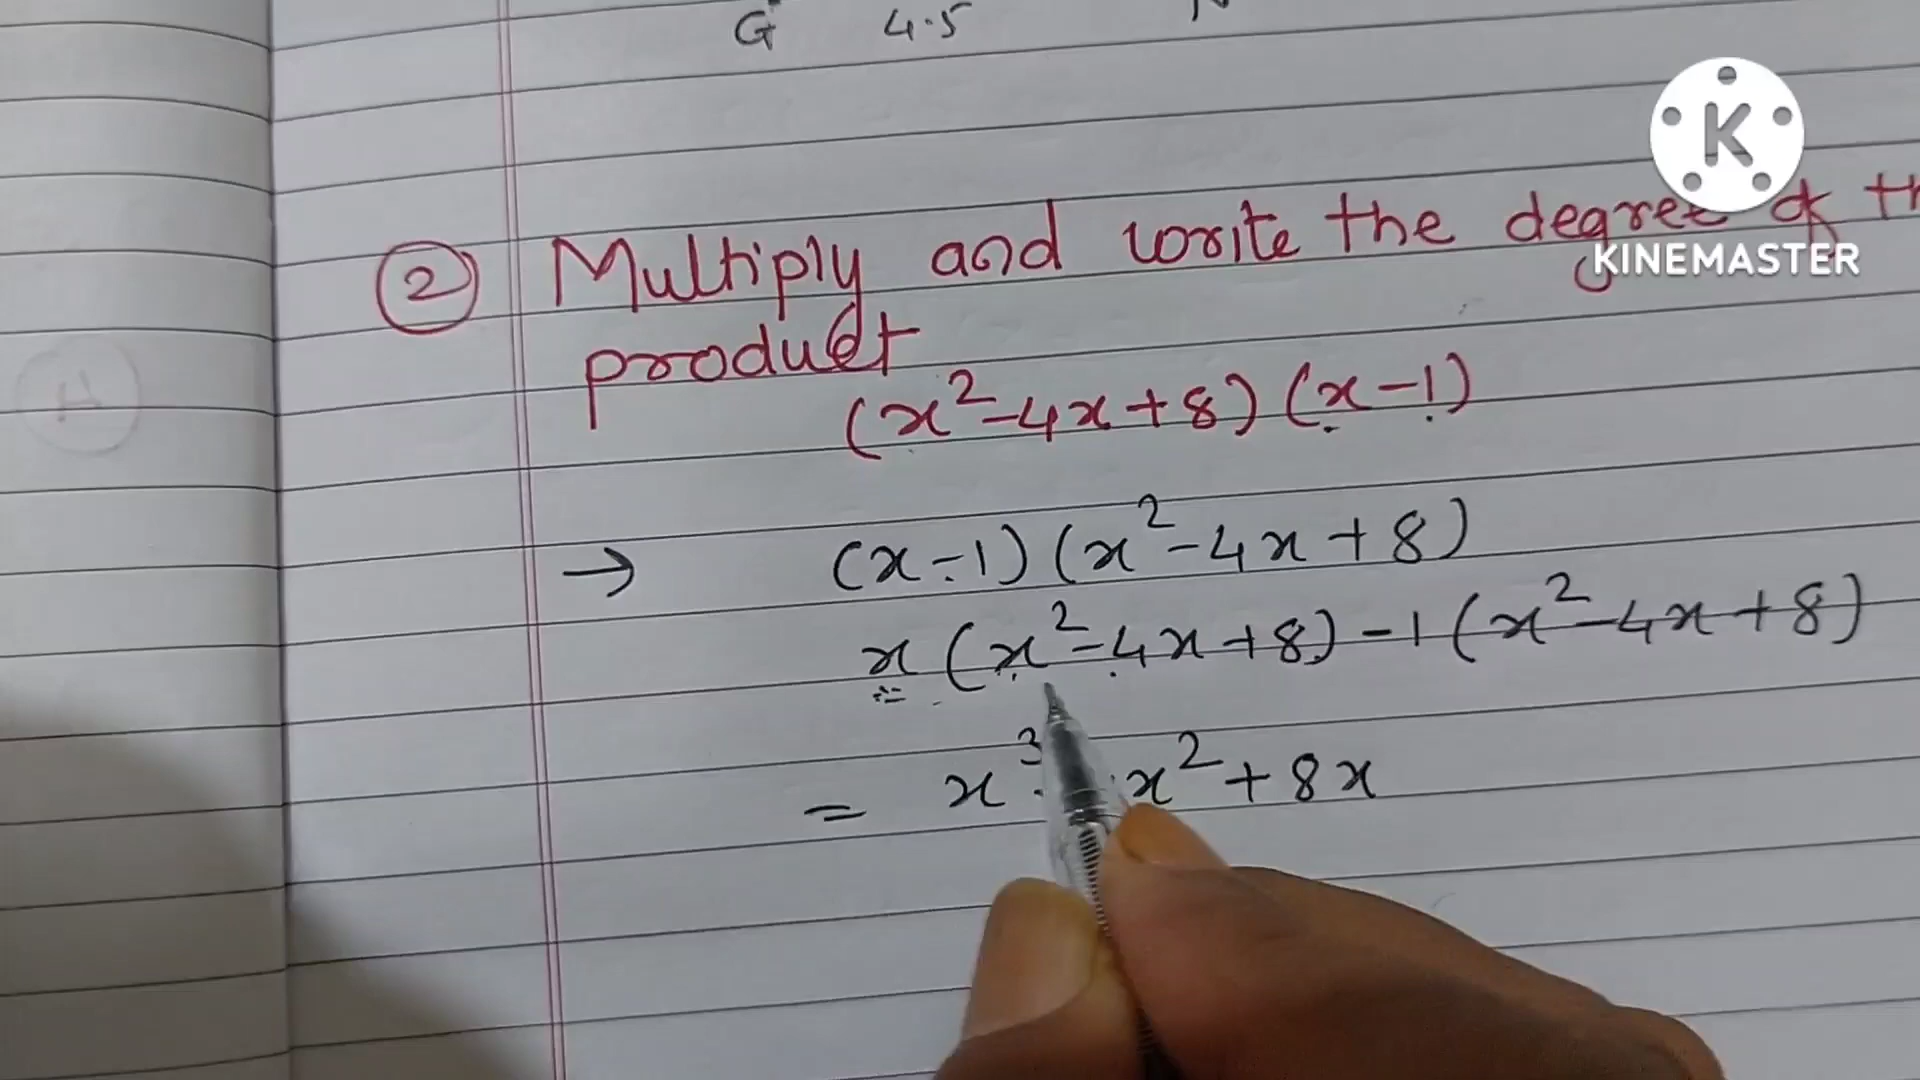 G 4.5
② Multiply and write the degree of th
product
(x²-4x+8) (x-1)
→ (x-1) (x²-4x+8)
x (x²-4x+8) -1 (x²-4x+8)
= x³ x² + 8x
K
KINEMASTER